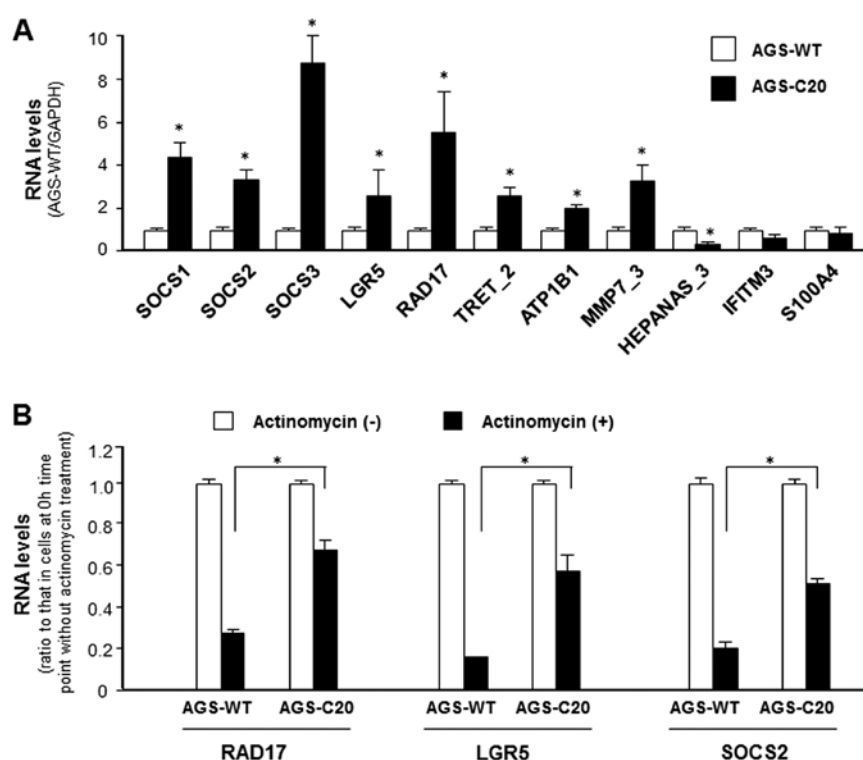 A
RNA levels
(AGS-WT/GAPDH)
10
8
6
4
2
0
AGS-WT
AGS-C20
*
*
*
*
*
*
*
*
*
SOCS1
SOCS2
SOCS3
LGR5
RAD17
TRET_2
ATP1B1
MMP7_3
HEPANAS_3
IFITM3
S100A4
B
Actinomycin (-)
Actinomycin (+)
RNA levels
(ratio to that in cells at 0h time
point without actinomycin treatment)
1.2
1.0
0.8
0.6
0.4
0.2
0
*
*
*
AGS-WT AGS-C20
AGS-WT AGS-C20
AGS-WT AGS-C20
RAD17
LGR5
SOCS2